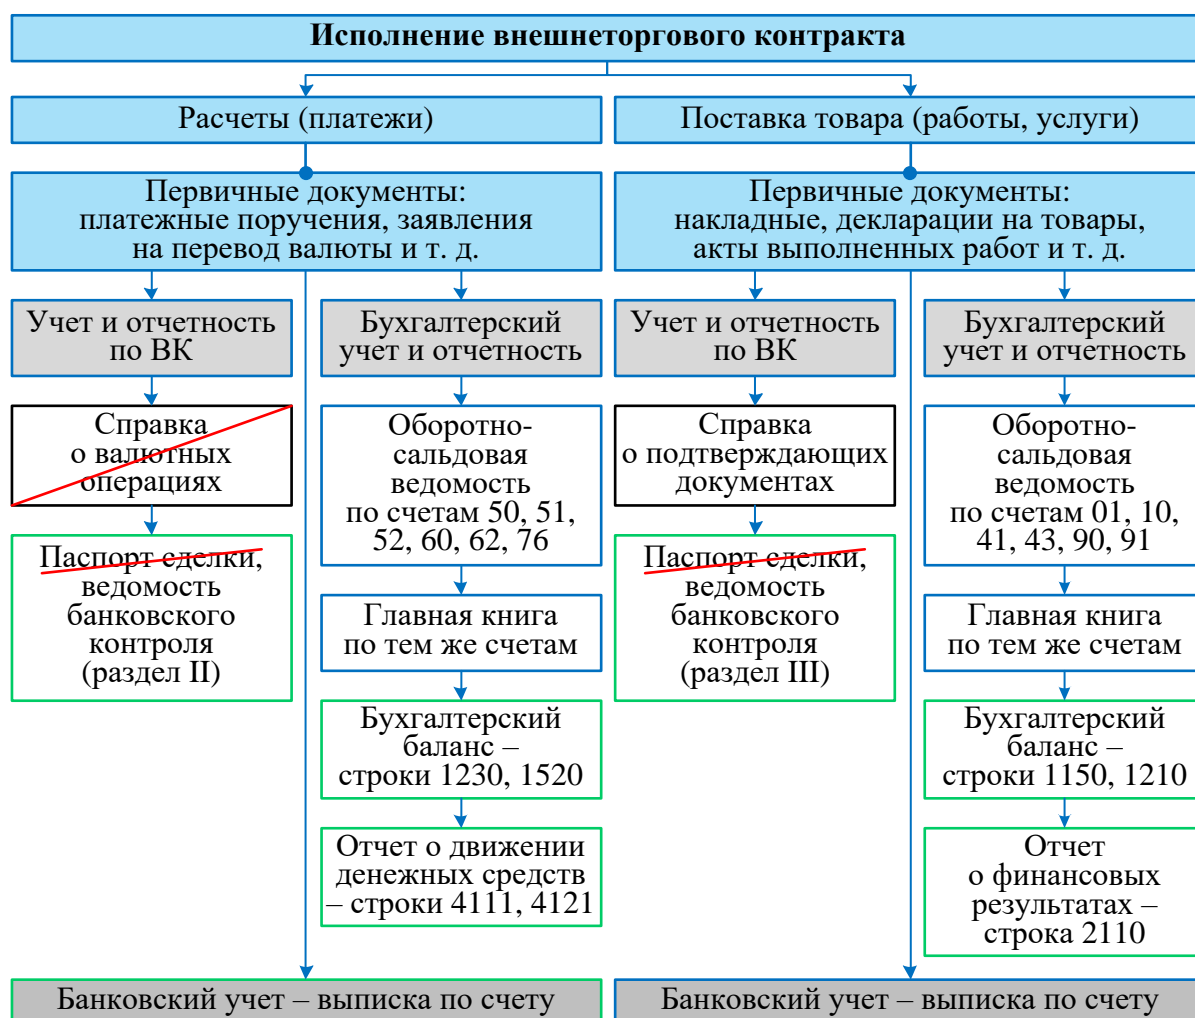 Исполнение внешнеторгового контракта
Расчеты (платежи)
Поставка товара (работы, услуги)
Первичные документы:
платежные поручения, заявления
на перевод валюты и т. д.
Первичные документы:
накладные, декларации на товары,
акты выполненных работ и т. д.
Учет и отчетность
по ВК
Бухгалтерский
учет и отчетность
Учет и отчетность
по ВК
Бухгалтерский
учет и отчетность
Справка
о валютных
операциях
Оборотно-
сальдовая
ведомость
по счетам 50, 51,
52, 60, 62, 76
Справка
о подтверждающих
документах
Оборотно-
сальдовая
ведомость
по счетам 01, 10,
41, 43, 90, 91
Паспорт сделки,
ведомость
банковского
контроля
(раздел II)
Главная книга
по тем же счетам
Паспорт сделки,
ведомость
банковского
контроля
(раздел III)
Главная книга
по тем же счетам
Бухгалтерский
баланс –
строки 1230, 1520
Бухгалтерский
баланс –
строки 1150, 1210
Отчет о движении
денежных средств
– строки 4111, 4121
Отчет
о финансовых
результатах –
строка 2110
Банковский учет – выписка по счету
Банковский учет – выписка по счету